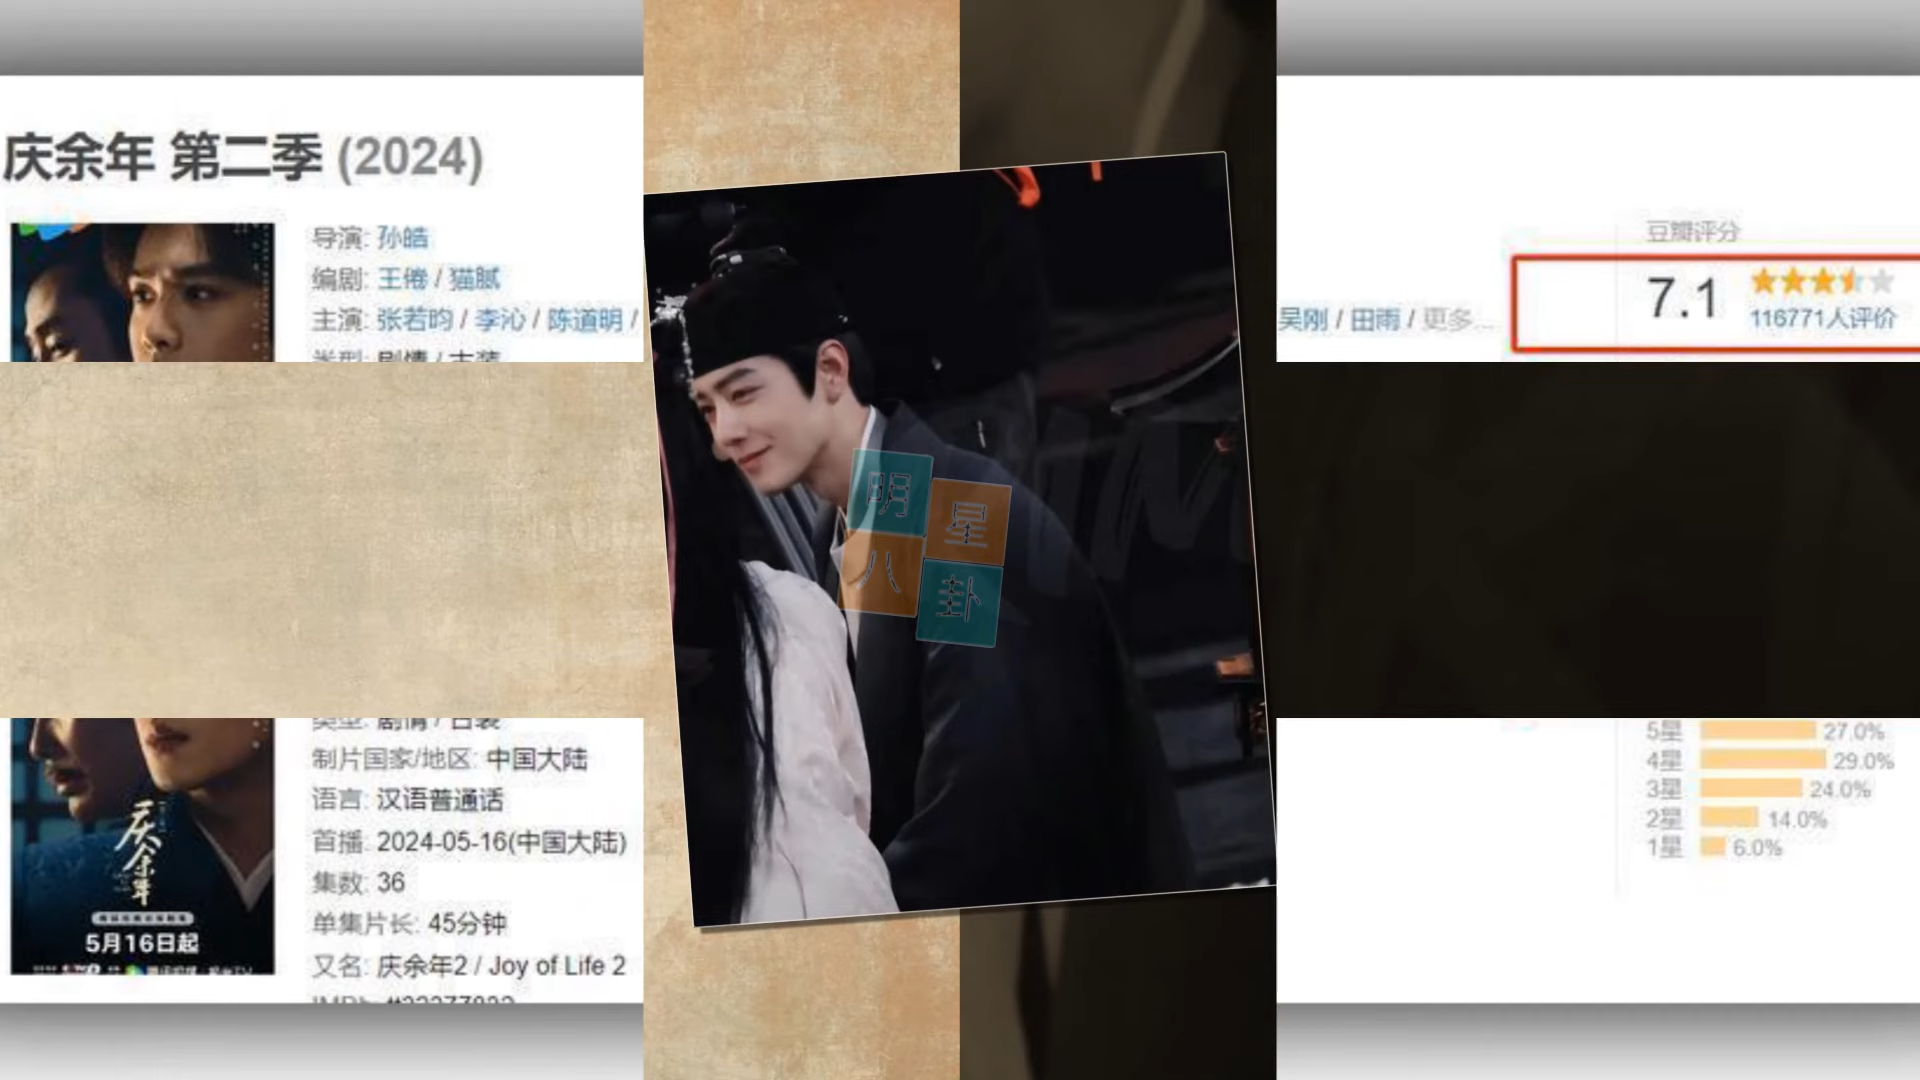 庆余年 第二季 (2024)
导演: 孙皓
编剧: 王倦 / 猫腻
主演: 张若昀 / 李沁 / 陈道明 /
吴刚 / 田雨 / 更多...
豆瓣评分
7.1
116771人评价
明星
八卦
类型: 剧情 / 古装
制片国家/地区: 中国大陆
语言: 汉语普通话
首播: 2024-05-16(中国大陆)
集数: 36
单集片长: 45分钟
又名: 庆余年2 / Joy of Life 2
庆余年
5月16日起
5星 27.0%
4星 29.0%
3星 24.0%
2星 14.0%
1星 6.0%